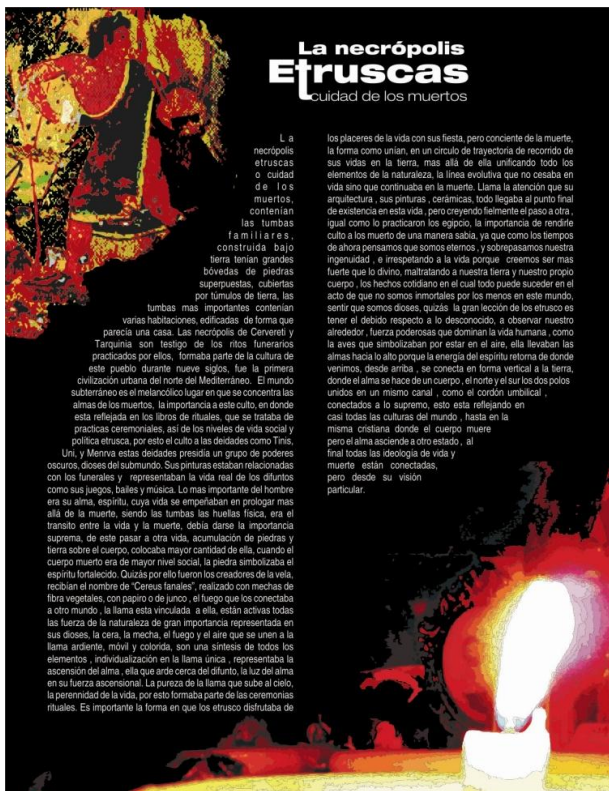 La necrópolis
Etruscas
cuidad de los muertos
La
necrópolis
etruscas
o cuidad
de los
muertos,
contenían
las tumbas
familiares,
construida bajo
tierra tenían grandes
bóvedas de piedras
superpuestas, cubiertas
por túmulos de tierra, las
tumbas mas importantes contenían
varias habitaciones, edificadas de forma que
parecía una casa. Las necrópolis de Cerveteri y
Tarquinia son testigo de los ritos funerarios
practicados por ellos, formaba parte de la cultura de
este pueblo durante nueve siglos, fue la primera
civilización urbana del norte del Mediterráneo. El mundo
subterráneo es el melancólico lugar en que se concentra las
almas de los muertos, la importancia a este culto, en donde
esta reflejada en los libros de rituales, que se trataba de
practicas ceremoniales, así de los niveles de vida social y
política etrusca, por esto el culto a las deidades como Tinis,
Uni, y Menrva estas deidades presidía un grupo de poderes
oscuros, dioses del submundo. Sus pinturas estaban relacionadas
con los funerales y representaban la vida real de los difuntos
como sus juegos, bailes y música. Lo mas importante del hombre
era su alma, espíritu, cuya vida se empeñaban en prologar mas
allá de la muerte, siendo las tumbas las huellas física, era el
transito entre la vida y la muerte, debía darse la importancia
suprema, de este pasar a otra vida, acumulación de piedras y
tierra sobre el cuerpo, colocaba mayor cantidad de ella, cuando el
cuerpo muerto era de mayor nivel social, la piedra simbolizaba el
espíritu fortalecido. Quizás por ello fueron los creadores de la vela,
recibían el nombre de "Cereus fanales", realizado con mechas de
fibra vegetales, con papiro o de junco , el fuego que los conectaba
a otro mundo , la llama esta vinculada a ella, están activas todas
las fuerza de la naturaleza de gran importancia representada en
sus dioses, la cera, la mecha, el fuego y el aire que se unen a la
llama ardiente, móvil y colorida, son una síntesis de todos los
elementos , individualización en la llama única , representaba la
ascensión del alma , ella que arde cerca del difunto, la luz del alma
en su fuerza ascensional. La pureza de la llama que sube al cielo,
la perennidad de la vida, por esto formaba parte de las ceremonias
rituales. Es importante la forma en que los etrusco disfrutaba de
los placeres de la vida con sus fiesta, pero conciente de la muerte,
la forma como unían, en un circulo de trayectoria de recorrido de
sus vidas en la tierra, mas allá de ella unificando todo los
elementos de la naturaleza, la línea evolutiva que no cesaba en
vida sino que continuaba en la muerte. Llama la atención que su
arquitectura , sus pinturas , cerámicas, todo llegaba al punto final
de existencia en esta vida , pero creyendo fielmente el paso a otra ,
igual como lo practicaron los egipcio, la importancia de rendirle
culto a los muerto de una manera sabia, ya que como los tiempos
de ahora pensamos que somos eternos , y sobrepasamos nuestra
ingenuidad , e irrespetando a la vida porque creemos ser mas
fuerte que lo divino, maltratando a nuestra tierra y nuestro propio
cuerpo , los hechos cotidiano en el cual todo puede suceder en el
acto de que no somos inmortales por los menos en este mundo,
sentir que somos dioses, quizás la gran lección de los etrusco es
tener el debido respecto a lo desconocido, a observar nuestro
alrededor , fuerza poderosas que dominan la vida humana , como
la aves que simbolizaban por estar en el aire, ella llevaban las
almas hacia lo alto porque la energía del espíritu retorna de donde
venimos, desde arriba , se conecta en forma vertical a la tierra,
donde el alma se hace de un cuerpo , el norte y el sur los dos polos
unidos en un mismo canal , como el cordón umbilical ,
conectados a lo supremo, esto esta reflejando en
casi todas las culturas del mundo , hasta en la
misma cristiana donde el cuerpo muere
pero el alma asciende a otro estado , al
final todas las ideología de vida y
muerte están conectadas,
pero desde su visión
particular.